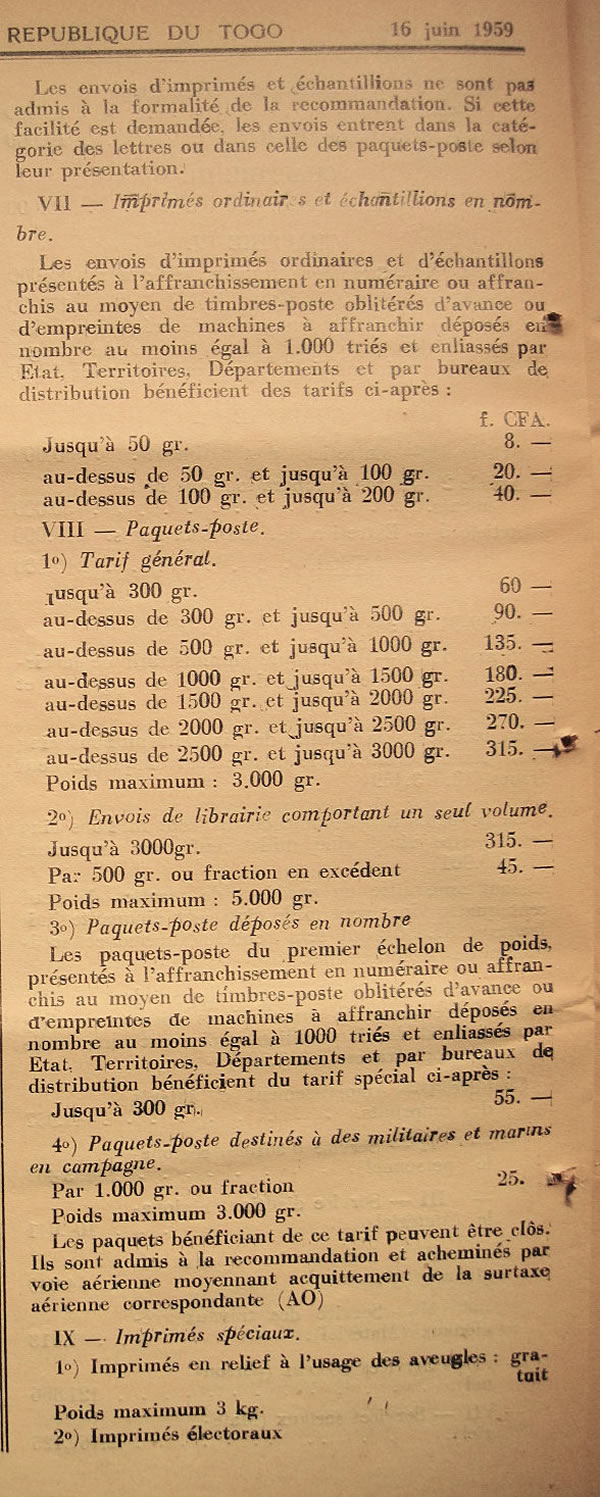 REPUBLIQUE DU TOGO 16 juin 1959
Les envois d'imprimés et échantillions ne sont pas
admis à la formalité de la recommandation. Si cette
facilité est demandée, les envois entrent dans la caté-
gorie des lettres ou dans celle des paquets-poste selon
leur présentation.
VII — Imprimés ordinair s et échantillions en nom-
bre.
Les envois d'imprimés ordinaires et d'échantillons
présentés à l'affranchissement en numéraire ou affran-
chis au moyen de timbres-poste oblitérés d'avance ou
d'empreintes de machines à affranchir déposés en
nombre au moins égal à 1.000 triés et enliassés par
Etat, Territoires, Départements et par bureaux de
distribution bénéficient des tarifs ci-après :
f. CFA.
Jusqu'à 50 gr. 8. —
au-dessus de 50 gr. et jusqu'à 100 gr. 20. —
au-dessus de 100 gr. et jusqu'à 200 gr. 40. —
VIII — Paquets-poste.
1o) Tarif général.
Jusqu'à 300 gr. 60 —
au-dessus de 300 gr. et jusqu'à 500 gr. 90. —
au-dessus de 500 gr. et jusqu'à 1000 gr. 135. —
au-dessus de 1000 gr. et jusqu'à 1500 gr. 180. —
au-dessus de 1500 gr. et jusqu'à 2000 gr. 225. —
au-dessus de 2000 gr. et jusqu'à 2500 gr. 270. —
au-dessus de 2500 gr. et jusqu'à 3000 gr. 315. —
Poids maximum : 3.000 gr.
2o) Envois de librairie comportant un seul volume.
Jusqu'à 3000gr. 315. —
Par 500 gr. ou fraction en excédent 45. —
Poids maximum : 5.000 gr.
3o) Paquets-poste déposés en nombre
Les paquets-poste du premier échelon de poids,
présentés à l'affranchissement en numéraire ou affran-
chis au moyen de timbres-poste oblitérés d'avance ou
d'empreintes de machines à affranchir déposés en
nombre au moins égal à 1000 triés et enliassés par
Etat, Territoires, Départements et par bureaux de
distribution bénéficient du tarif spécial ci-après :
Jusqu'à 300 gr. 55. —
4o) Paquets-poste destinés à des militaires et marins
en campagne.
Par 1.000 gr. ou fraction 25.
Poids maximum 3.000 gr.
Les paquets bénéficiant de ce tarif peuvent être clôs.
Ils sont admis à la recommandation et acheminés par
voie aérienne moyennant acquittement de la surtaxe
aérienne correspondante (AO)
IX — Imprimés spéciaux.
1o) Imprimés en relief à l'usage des aveugles : gra-
tuit
Poids maximum 3 kg.
2o) Imprimés électoraux